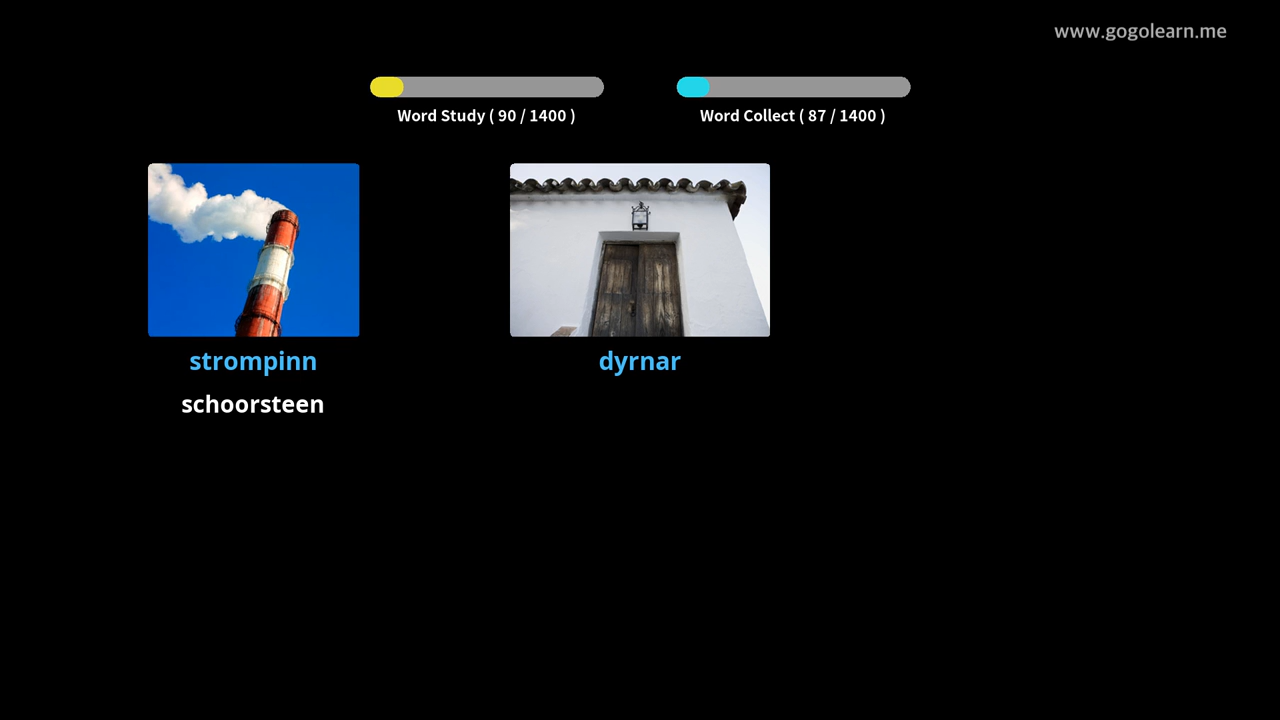 www.gogolearn.me
Word Study ( 90 / 1400 )
Word Collect ( 87 / 1400 )
strompinn
dyrnar
schoorsteen